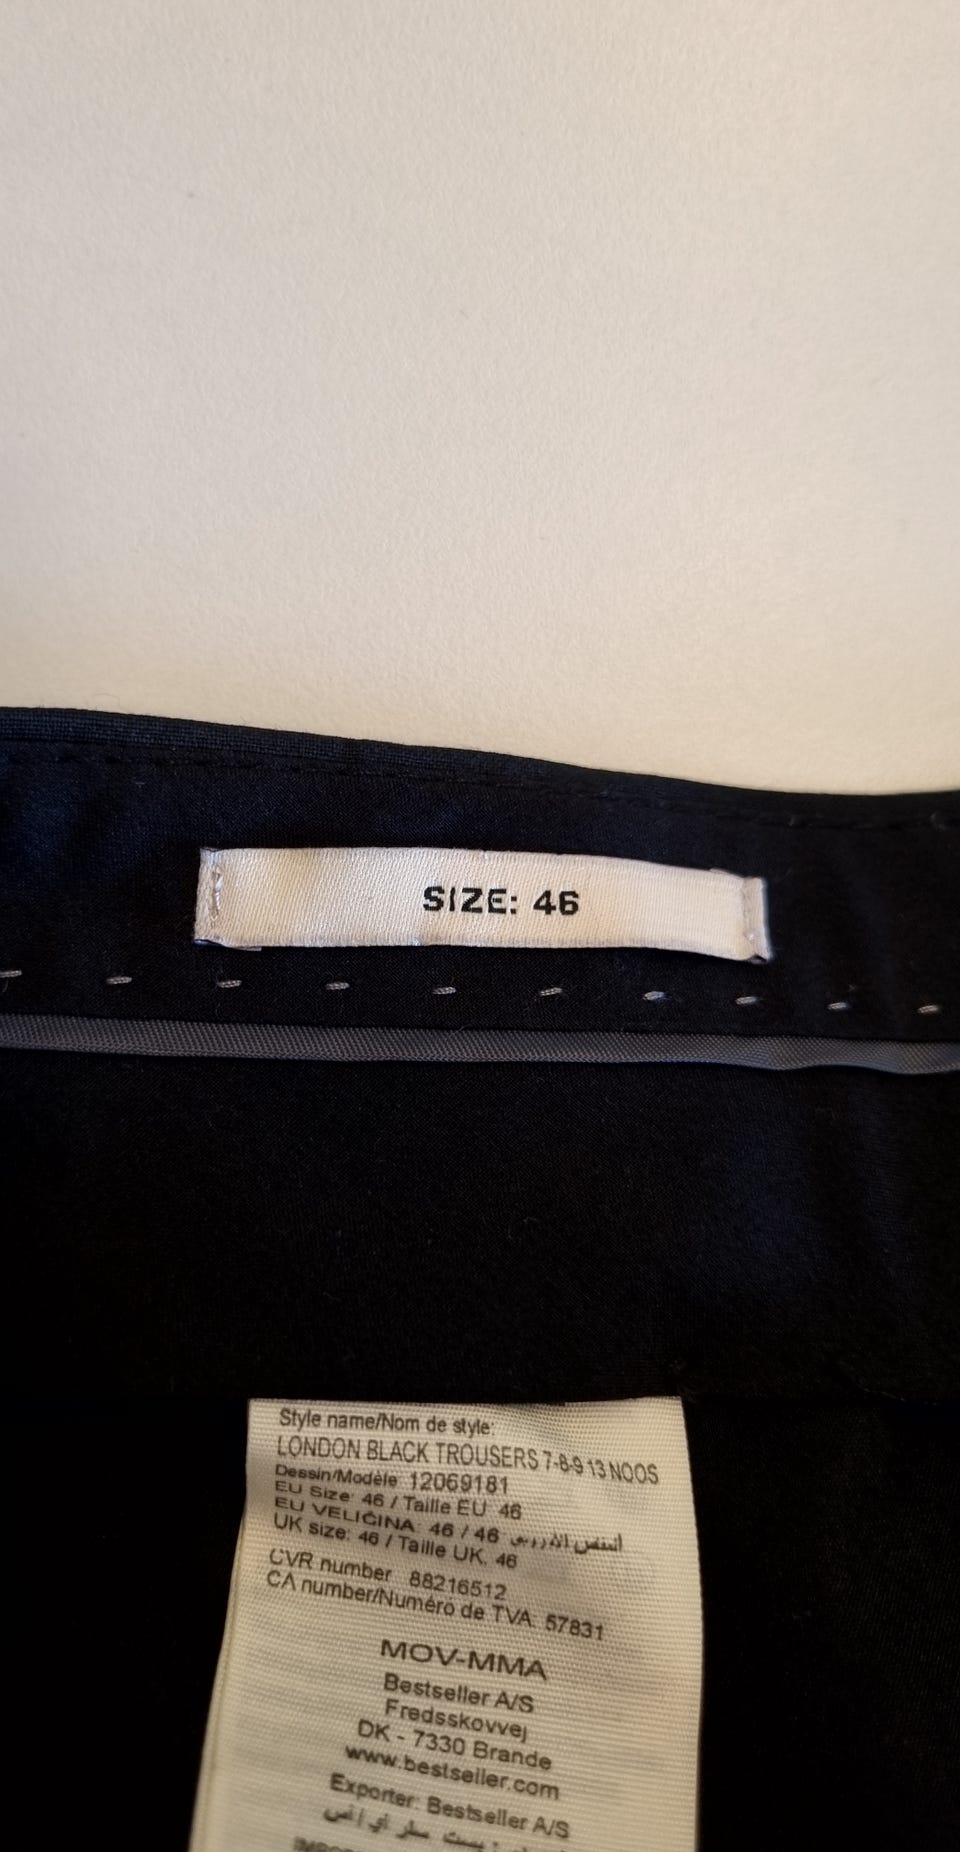 SIZE: 46
Style name/Nom de style:
LONDON BLACK TROUSERS 7-8-9 13 NOOS
Dessin/Modèle 12069181
EU Size: 46 / Taille EU 46
EU VELIČINA: 46 / 46 المقاس الأوروبي
UK size: 46 / Taille UK. 46
CVR number 88216512
CA number/Numéro de TVA: 57831
MOV-MMA
Bestseller A/S
Fredsskovvej
DK - 7330 Brande
www.bestseller.com
Exporter: Bestseller A/S